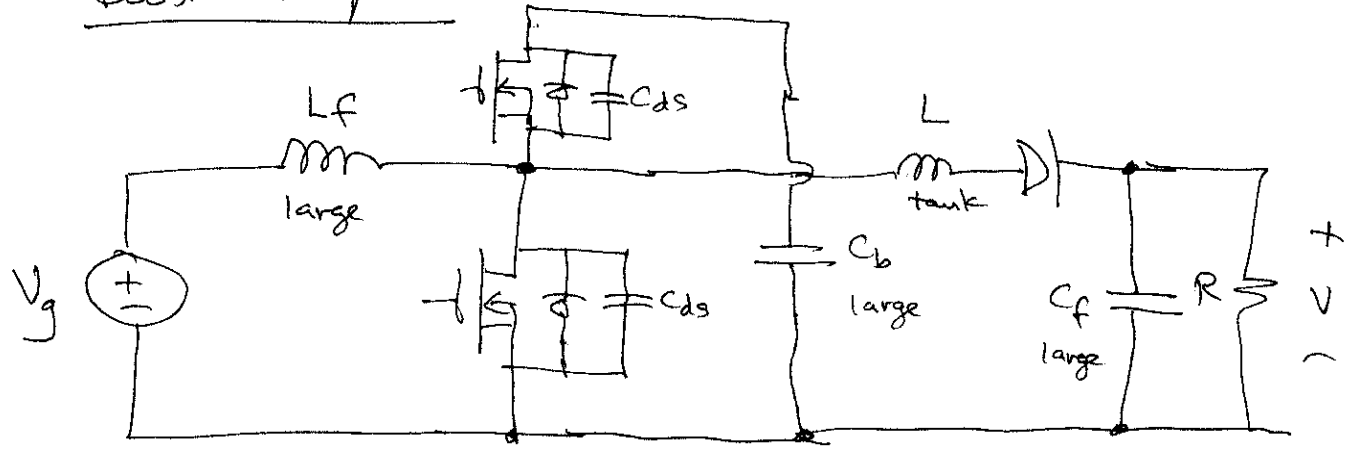 Cds
Lf
large
L
tank
Vg
+
−
Cds
Cb
large
Cf
large
R
+
V
−